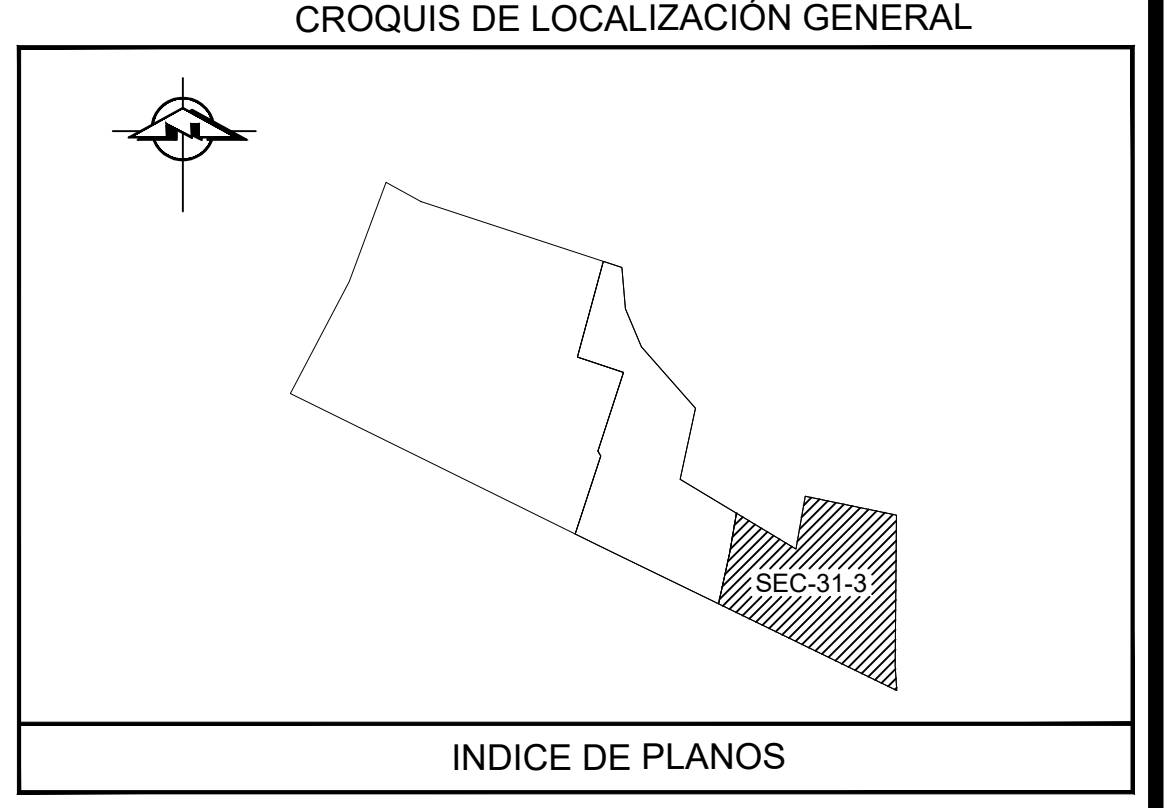 CROQUIS DE LOCALIZACIÓN GENERAL
SEC-31-3
INDICE DE PLANOS